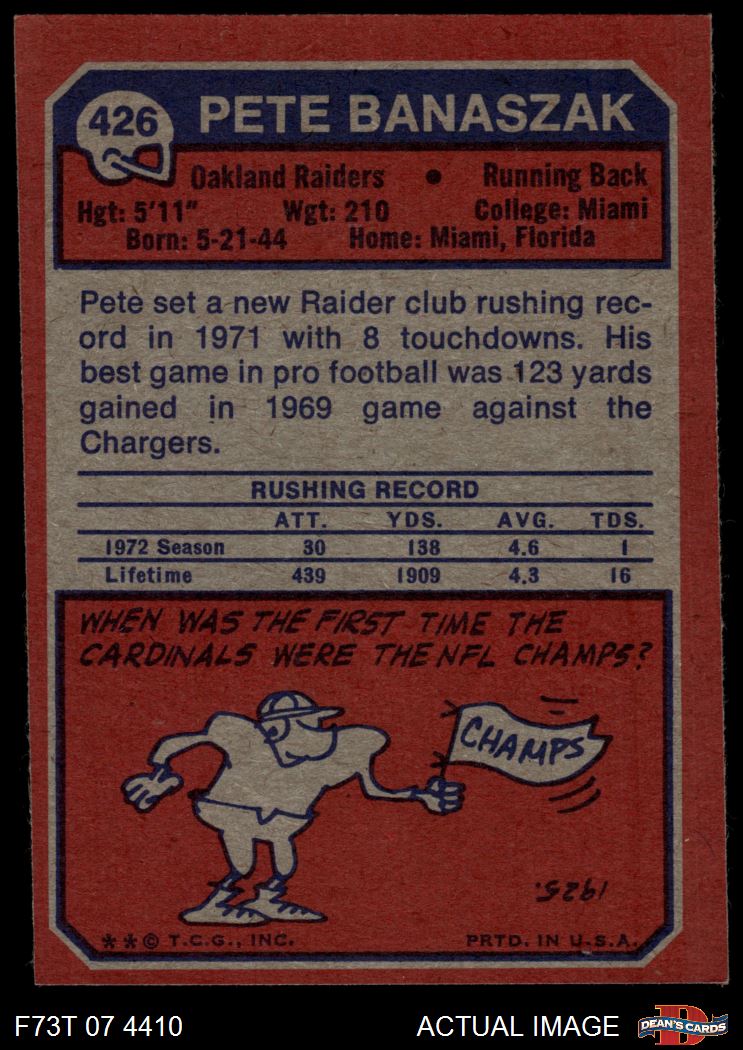 426 PETE BANASZAK
Oakland Raiders • Running Back
Hgt: 5'11" Wgt: 210 College: Miami
Born: 5-21-44 Home: Miami, Florida
Pete set a new Raider club rushing rec-
ord in 1971 with 8 touchdowns. His
best game in pro football was 123 yards
gained in 1969 game against the
Chargers.
RUSHING RECORD
ATT. YDS. AVG. TDS.
1972 Season 30 138 4.6 1
Lifetime 439 1909 4.3 16
WHEN WAS THE FIRST TIME THE
CARDINALS WERE THE NFL CHAMPS?
CHAMPS
1925.
**© T.C.G., INC. PRTD. IN U.S.A.
F73T 07 4410 ACTUAL IMAGE D DEAN'S CARDS